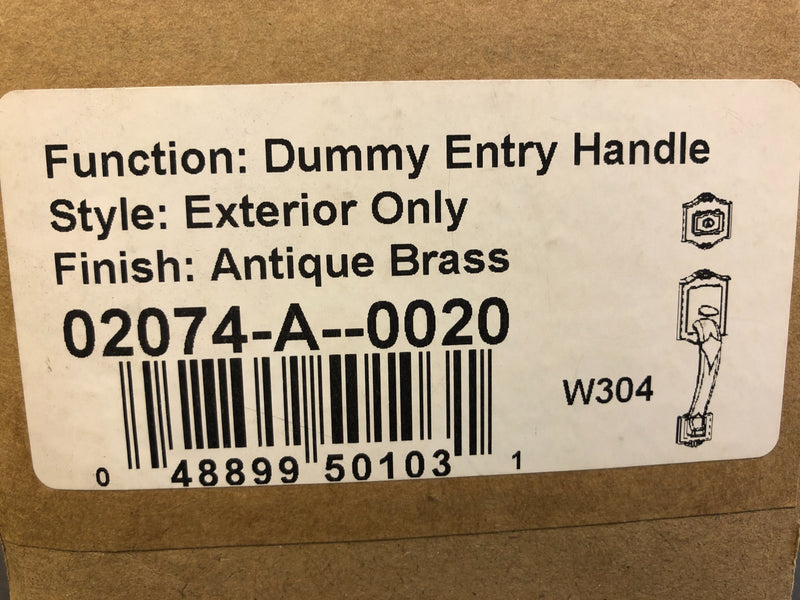 Function: Dummy Entry Handle
Style: Exterior Only
Finish: Antique Brass
02074-A--0020
W304
0 48899 50103 1